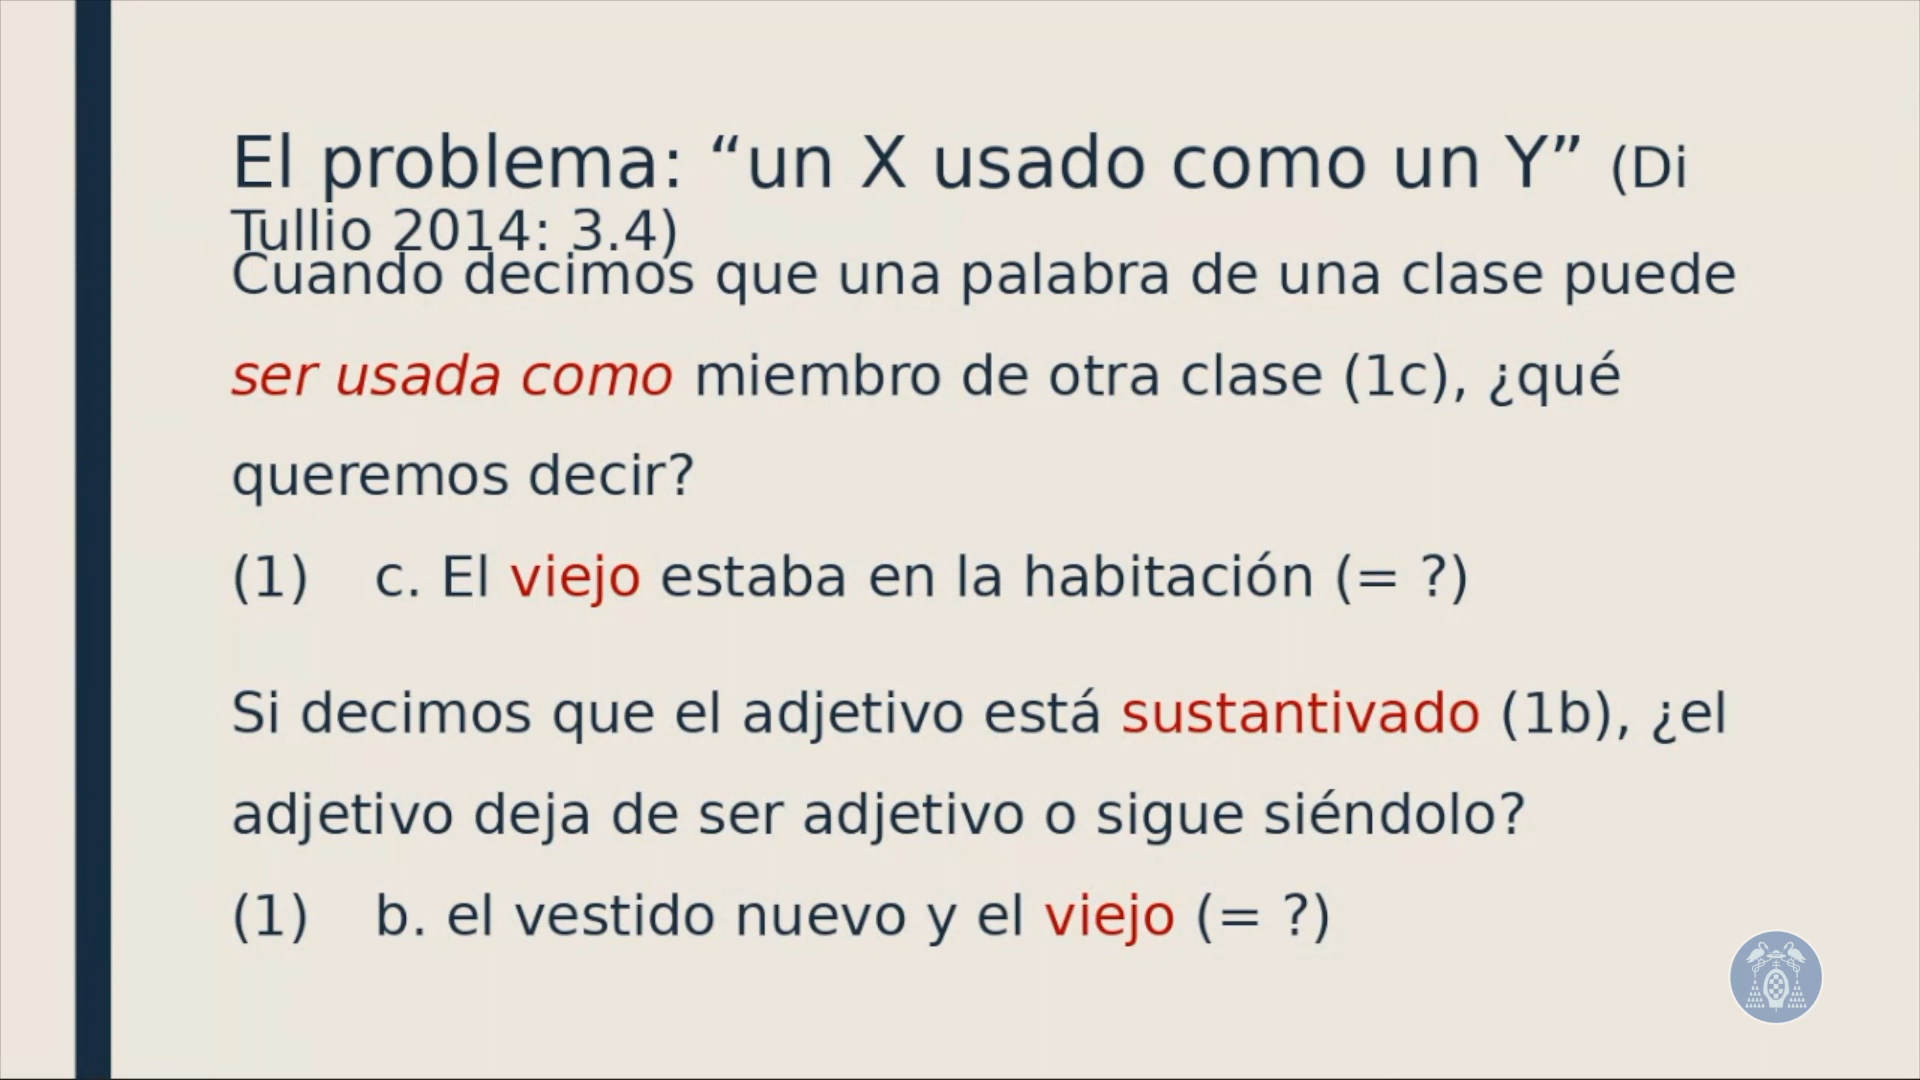 El problema: “un X usado como un Y” (Di
Tullio 2014: 3.4)
Cuando decimos que una palabra de una clase puede
ser usada como miembro de otra clase (1c), ¿qué
queremos decir?
(1) c. El viejo estaba en la habitación (= ?)
Si decimos que el adjetivo está sustantivado (1b), ¿el
adjetivo deja de ser adjetivo o sigue siéndolo?
(1) b. el vestido nuevo y el viejo (= ?)